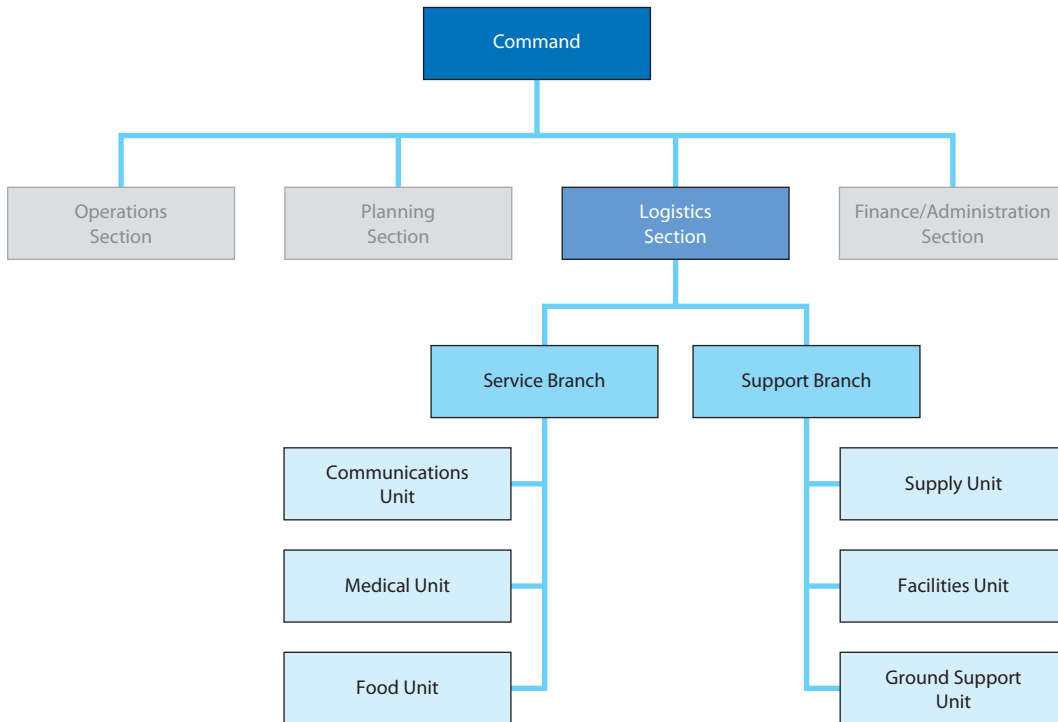 Command
Operations
Section
Planning
Section
Logistics
Section
Finance/Administration
Section
Service Branch
Support Branch
Communications
Unit
Supply Unit
Medical Unit
Facilities Unit
Food Unit
Ground Support
Unit